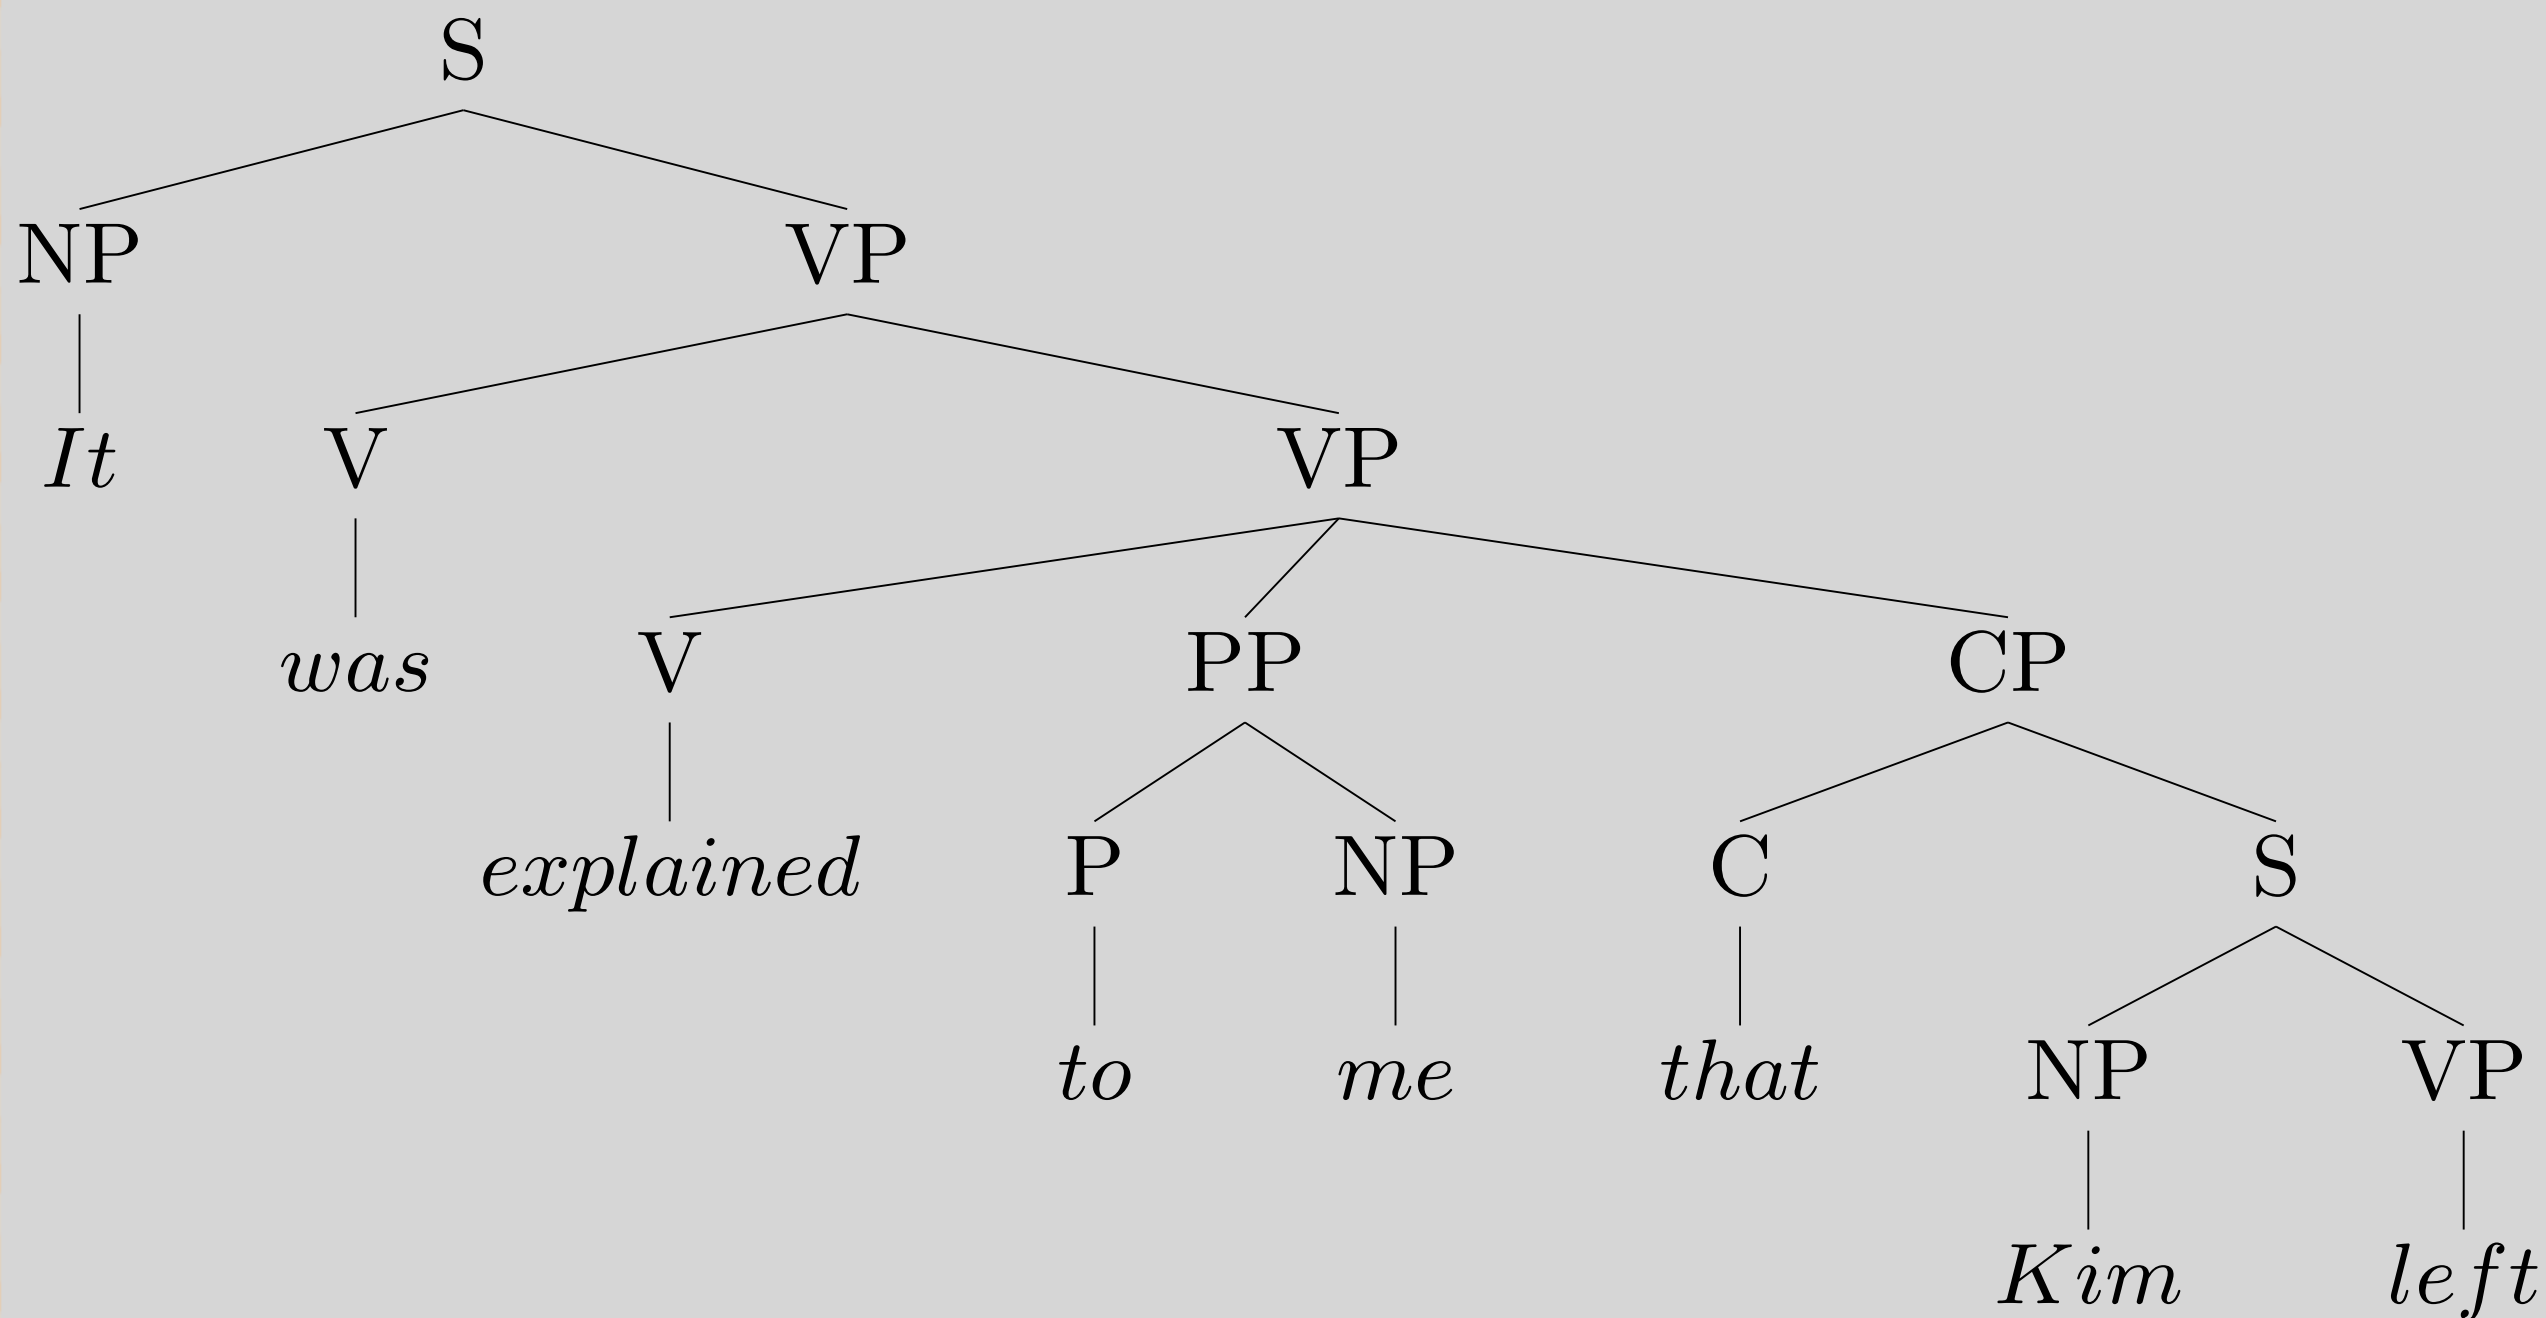 S
NP VP
It V VP
was V PP CP
explained P NP C S
to me that NP VP
Kim left